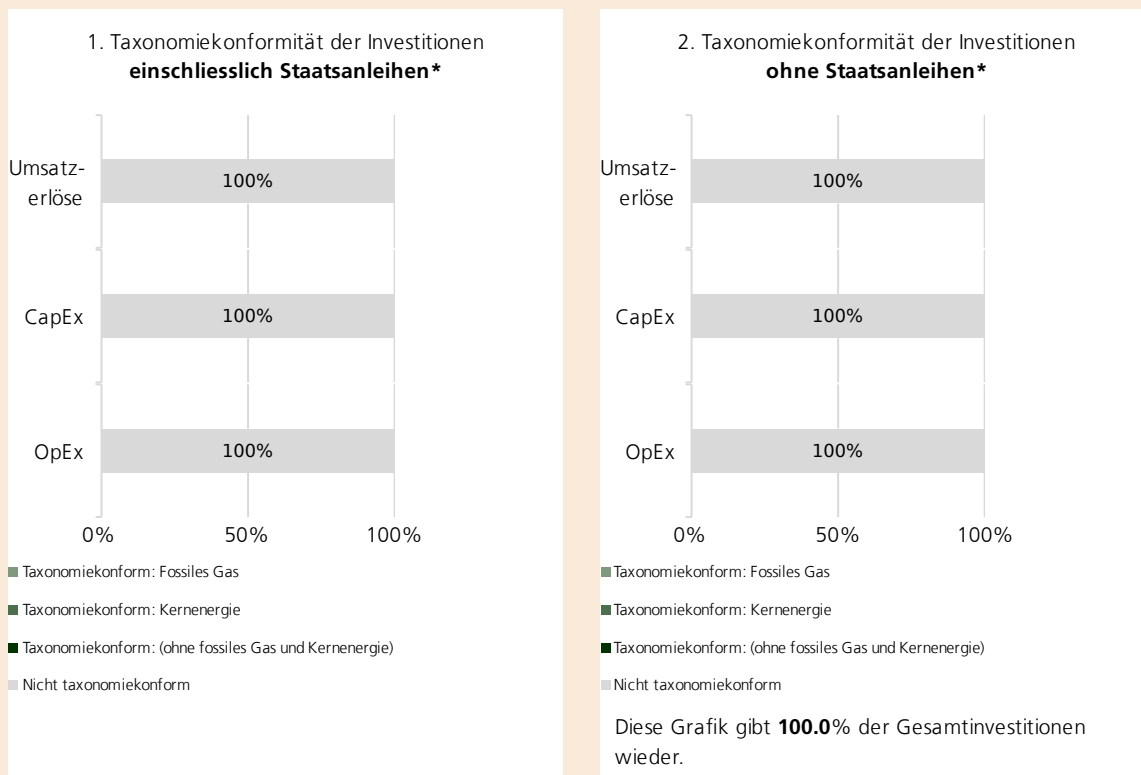 1. Taxonomiekonformität der Investitionen
einschliesslich Staatsanleihen*
Umsatz-
erlöse
100%
CapEx
100%
OpEx
100%
0%
50%
100%
Taxonomiekonform: Fossiles Gas
Taxonomiekonform: Kernenergie
Taxonomiekonform: (ohne fossiles Gas und Kernenergie)
Nicht taxonomiekonform
2. Taxonomiekonformität der Investitionen
ohne Staatsanleihen*
Umsatz-
erlöse
100%
CapEx
100%
OpEx
100%
0%
50%
100%
Taxonomiekonform: Fossiles Gas
Taxonomiekonform: Kernenergie
Taxonomiekonform: (ohne fossiles Gas und Kernenergie)
Nicht taxonomiekonform
Diese Grafik gibt 100.0% der Gesamtinvestitionen
wieder.